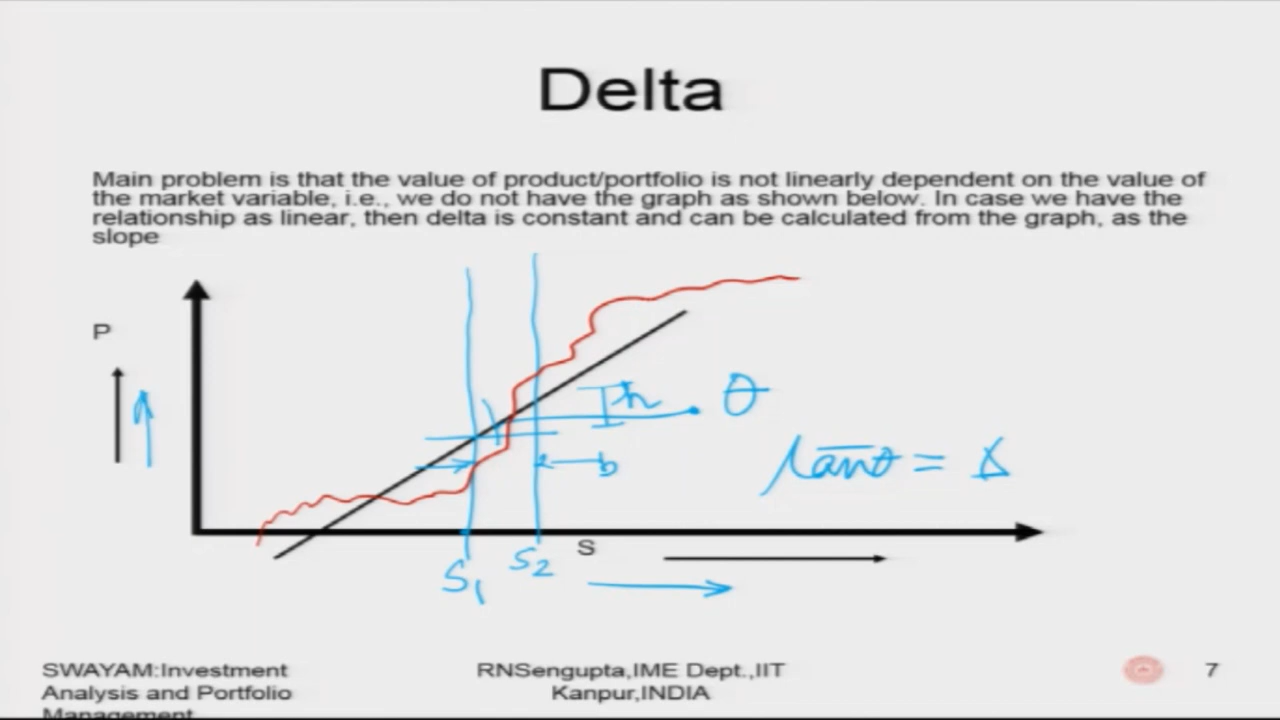 Delta
Main problem is that the value of product/portfolio is not linearly dependent on the value of
the market variable, i.e., we do not have the graph as shown below. In case we have the
relationship as linear, then delta is constant and can be calculated from the graph, as the
slope
P
h
θ
b
tanθ = Δ
S
S1
S2
SWAYAM:Investment
Analysis and Portfolio
Management
RNSengupta,IME Dept.,IIT
Kanpur,INDIA
7